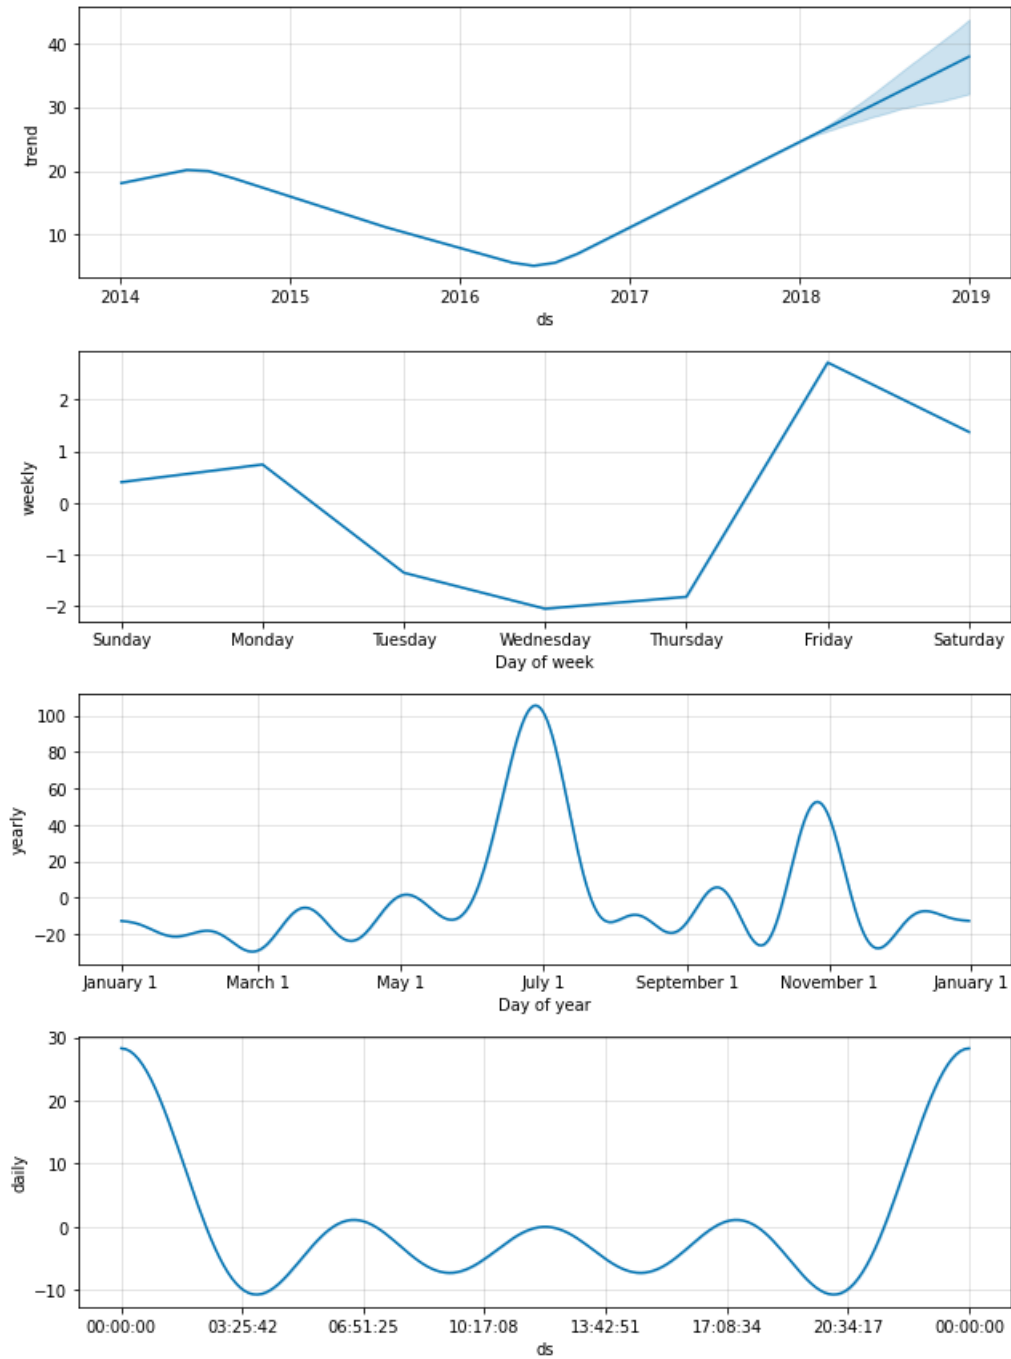 40
30
20
10
trend
2014 2015 2016 2017 2018 2019
ds
2
1
0
−1
−2
weekly
Sunday Monday Tuesday Wednesday Thursday Friday Saturday
Day of week
100
80
60
40
20
0
−20
yearly
January 1 March 1 May 1 July 1 September 1 November 1 January 1
Day of year
30
20
10
0
−10
daily
00:00:00 03:25:42 06:51:25 10:17:08 13:42:51 17:08:34 20:34:17 00:00:00
ds